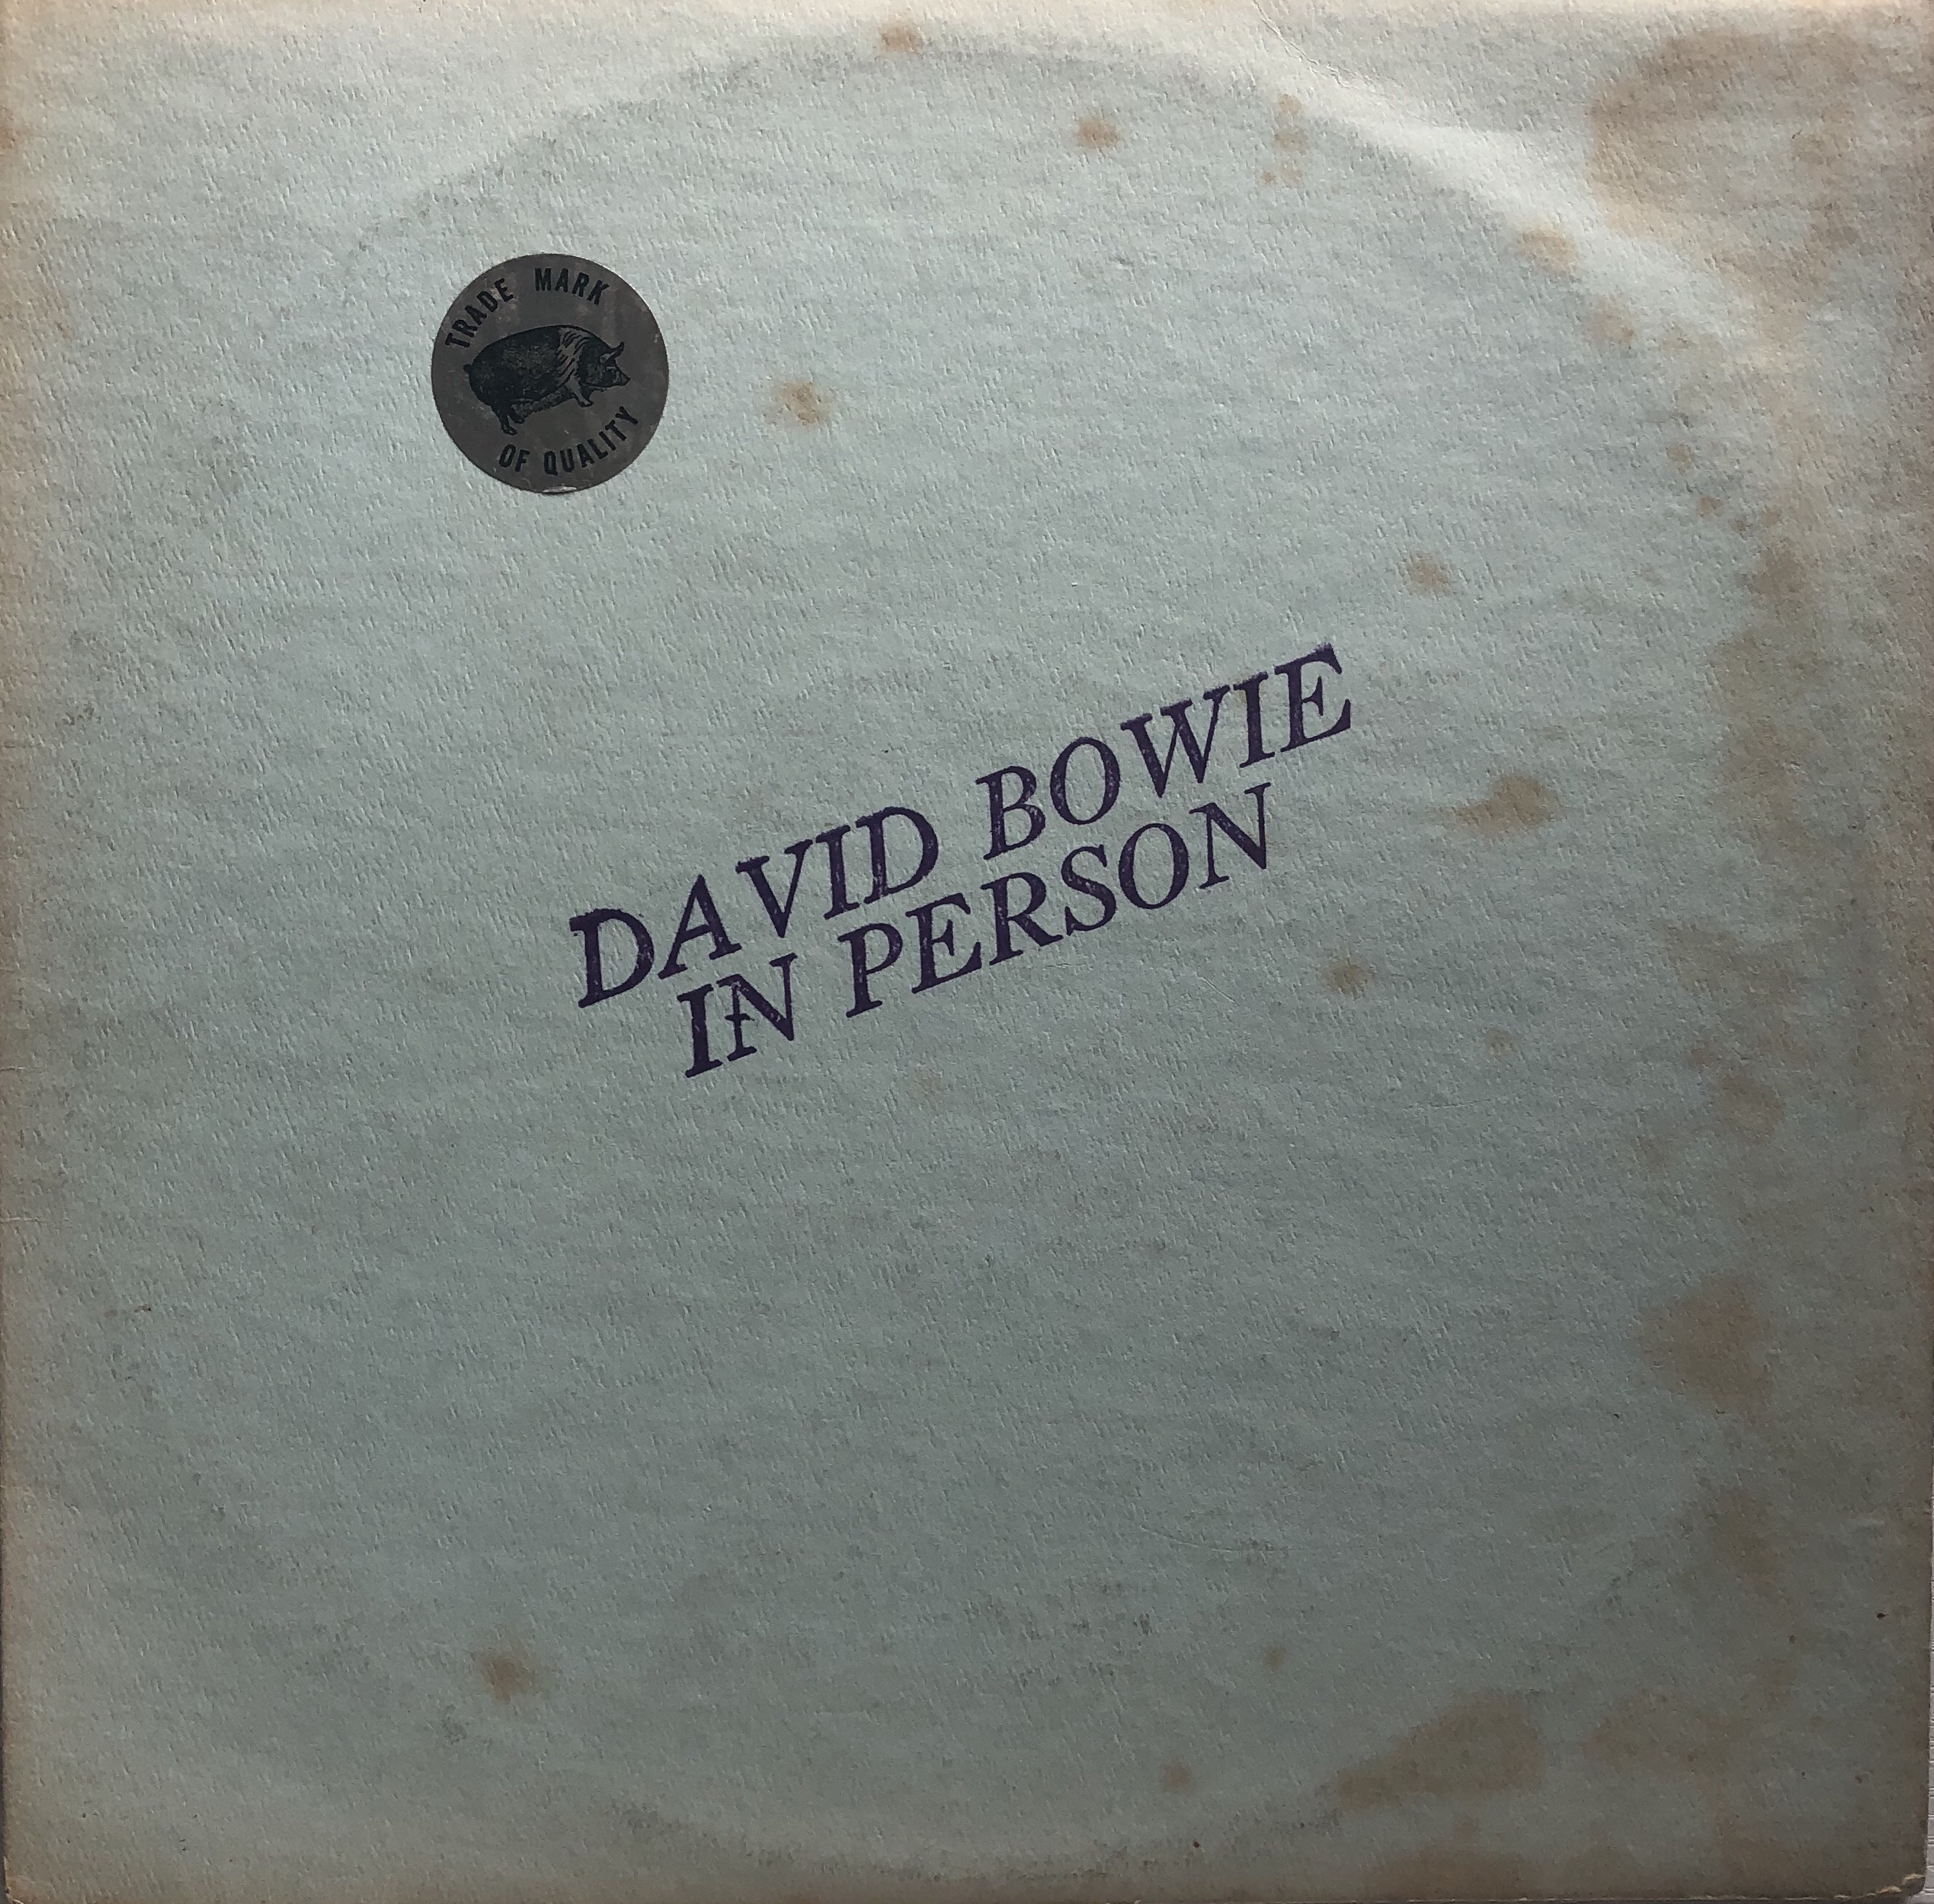 TRADE MARK
OF QUALITY
DAVID BOWIE
IN PERSON